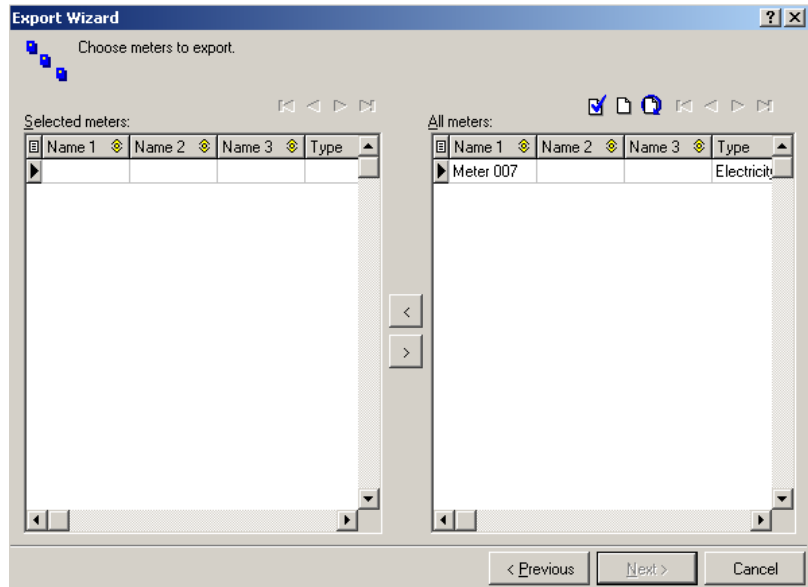 Export Wizard
Choose meters to export.
Selected meters:
All meters:
Name 1 Name 2 Name 3 Type
Name 1 Name 2 Name 3 Type
Meter 007 Electricity
<
>
< Previous Next > Cancel